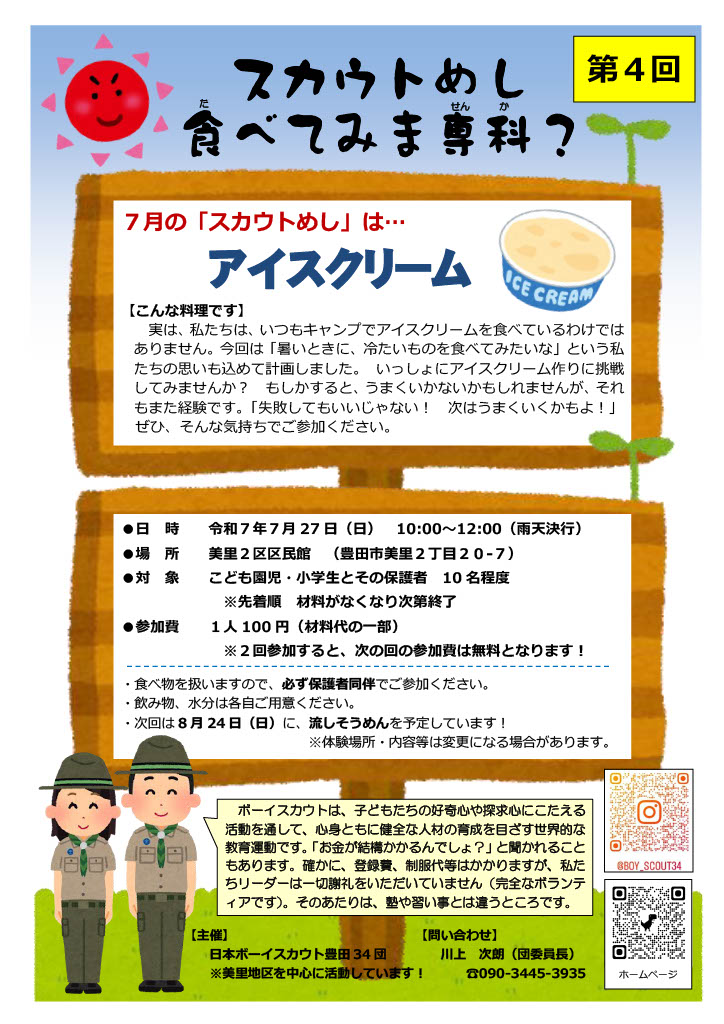 第４回
スカウトめし
食べてみま専科？
た
せん
か
７月の「スカウトめし」は…
アイスクリーム
ICE CREAM
【こんな料理です】
実は、私たちは、いつもキャンプでアイスクリームを食べているわけでは
ありません。今回は「暑いときに、冷たいものを食べてみたいな」という私
たちの思いも込めて計画しました。　いっしょにアイスクリーム作りに挑戦
してみませんか？　もしかすると、うまくいかないかもしれませんが、それ
もまた経験です。「失敗してもいいじゃない！　次はうまくいくかもよ！」
ぜひ、そんな気持ちでご参加ください。
●日　時　　令和７年７月 27 日（日）　10:00～12:00（雨天決行）
●場　所　　美里２区区民館　（豊田市美里２丁目２０-７）
●対　象　　こども園児・小学生とその保護者　10 名程度
※先着順　材料がなくなり次第終了
●参加費　　１人 100 円（材料代の一部）
※２回参加すると、次の回の参加費は無料となります！
・食べ物を扱いますので、必ず保護者同伴でご参加ください。
・飲み物、水分は各自ご用意ください。
・次回は８月 24 日（日）に、流しそうめんを予定しています！
※体験場所・内容等は変更になる場合があります。
ボーイスカウトは、子どもたちの好奇心や探求心にこたえる
活動を通して、心身ともに健全な人材の育成を目ざす世界的な
教育運動です。「お金が結構かかるんでしょ？」と聞かれること
もあります。確かに、登録費、制服代等はかかりますが、私た
ちリーダーは一切謝礼をいただいていません（完全なボランテ
ィアです）。そのあたりは、塾や習い事とは違うところです。
@BOY_SCOUT34
ホームページ
【主催】
日本ボーイスカウト豊田 34 団
※美里地区を中心に活動しています！
【問い合わせ】
川上　次朗（団委員長）
☎090-3445-3935